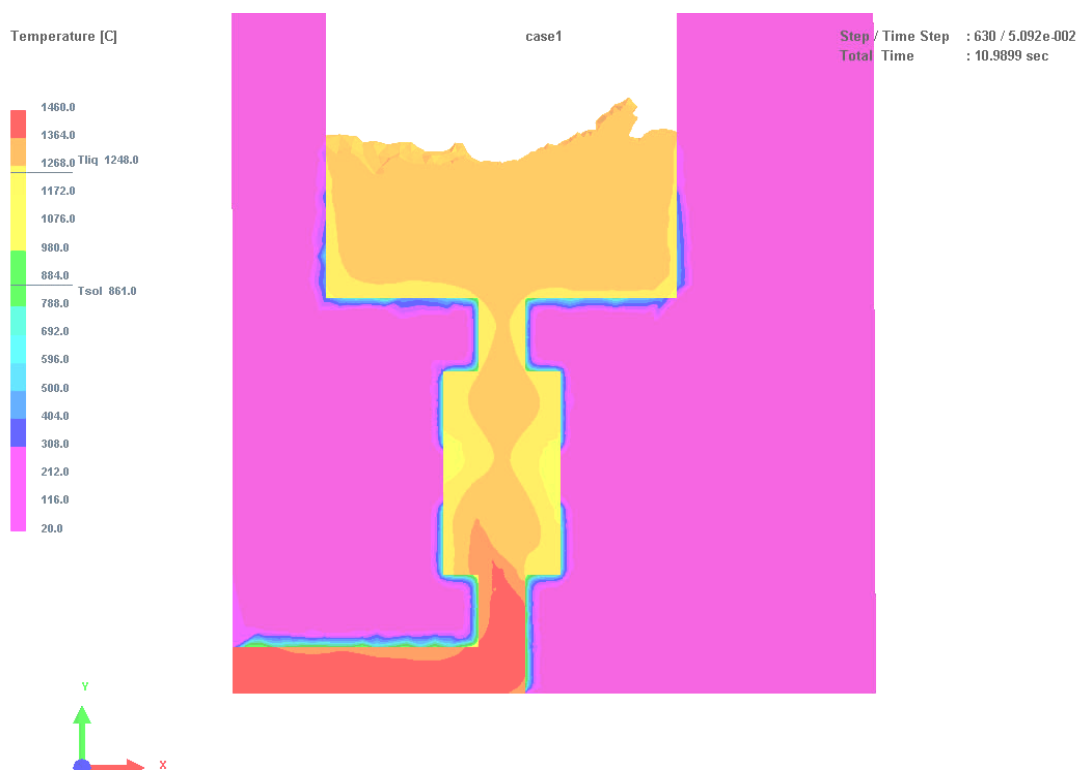 Temperature [C]
case1
Step / Time Step : 630 / 5.092e-002
Total Time : 10.9899 sec
1460.0
1364.0
1268.0
Tliq 1248.0
1172.0
1076.0
980.0
884.0
Tsol 861.0
788.0
692.0
596.0
500.0
404.0
308.0
212.0
116.0
20.0
Y
X